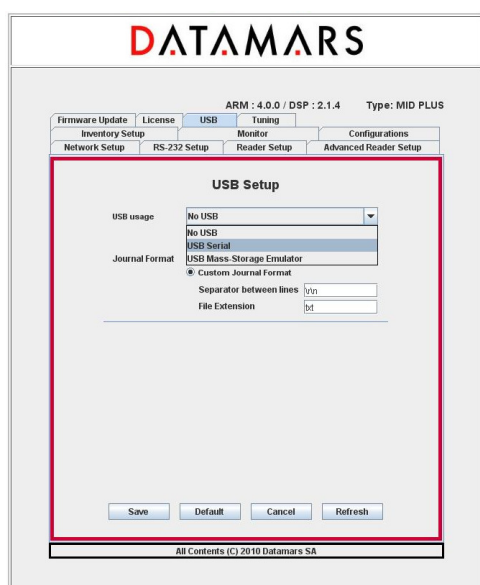 DATAMARS
ARM : 4.0.0 / DSP : 2.1.4 Type: MID PLUS
Firmware Update License USB Tuning
Inventory Setup Monitor Configurations
Network Setup RS-232 Setup Reader Setup Advanced Reader Setup
USB Setup
USB usage No USB
No USB
USB Serial
Journal Format USB Mass-Storage Emulator
Custom Journal Format
Separator between lines \r\n
File Extension txt
Save Default Cancel Refresh
All Contents (C) 2010 Datamars SA